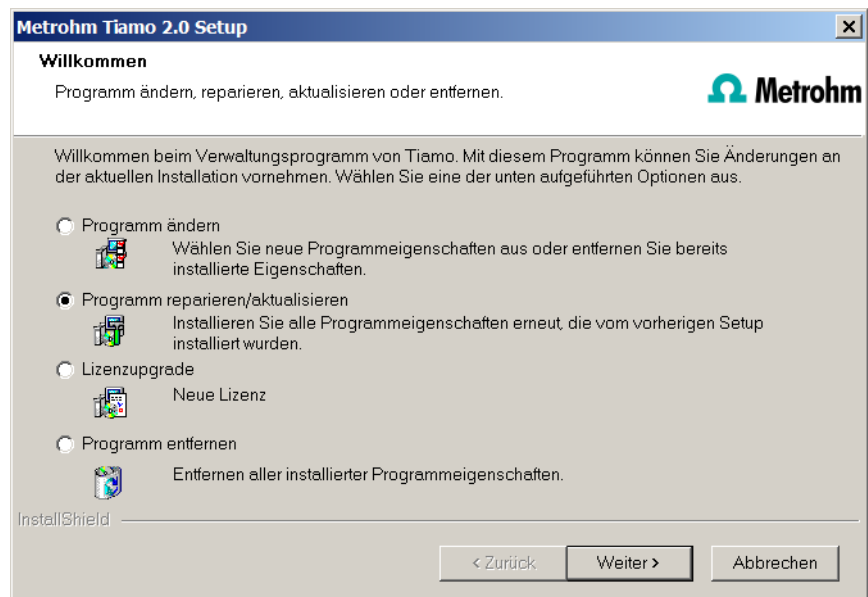 Metrohm Tiamo 2.0 Setup
Willkommen
Programm ändern, reparieren, aktualisieren oder entfernen.
Metrohm
Willkommen beim Verwaltungsprogramm von Tiamo. Mit diesem Programm können Sie Änderungen an
der aktuellen Installation vornehmen. Wählen Sie eine der unten aufgeführten Optionen aus.
Programm ändern
Wählen Sie neue Programmeigenschaften aus oder entfernen Sie bereits
installierte Eigenschaften.
Programm reparieren/aktualisieren
Installieren Sie alle Programmeigenschaften erneut, die vom vorherigen Setup
installiert wurden.
Lizenzupgrade
Neue Lizenz
Programm entfernen
Entfernen aller installierter Programmeigenschaften.
InstallShield
< Zurück
Weiter >
Abbrechen